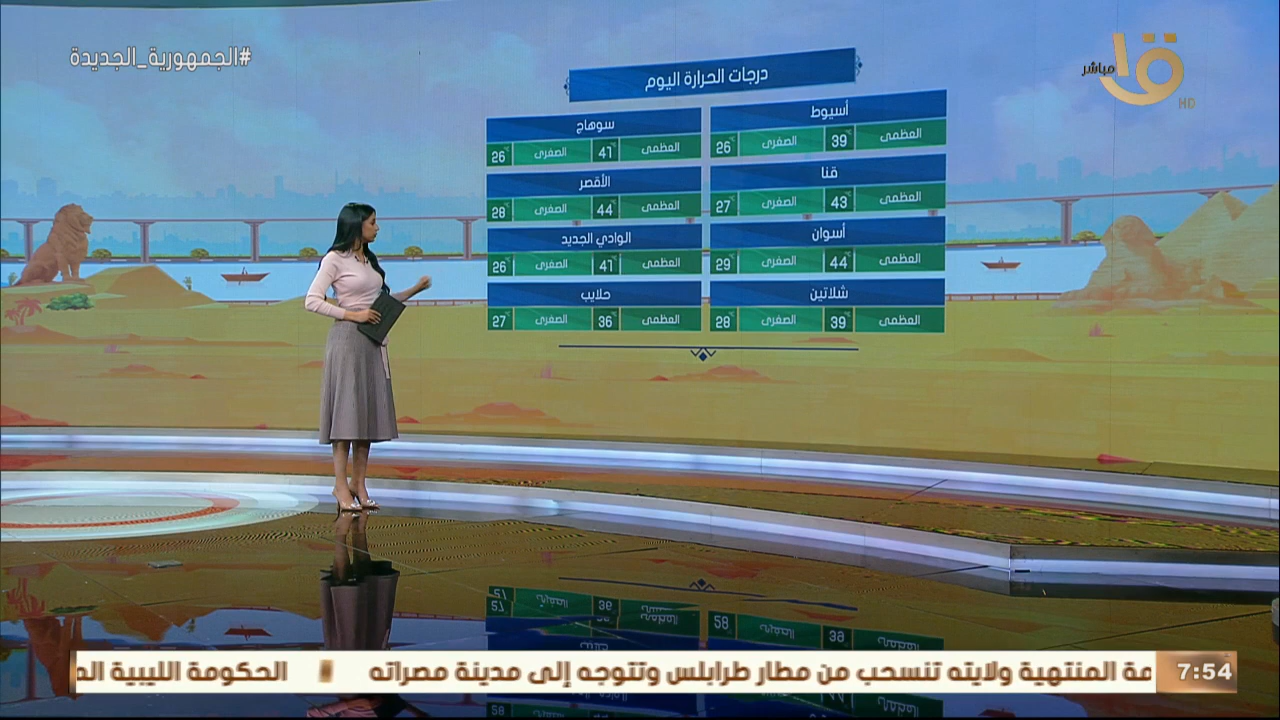 #الجمهورية_الجديدة
مباشر
HD
درجات الحرارة اليوم
أسيوط
العظمى 39°c الصغرى 26°c
سوهاج
العظمى 41°c الصغرى 26°c
قنا
العظمى 43°c الصغرى 27°c
الأقصر
العظمى 44°c الصغرى 28°c
أسوان
العظمى 44°c الصغرى 29°c
الوادي الجديد
العظمى 41°c الصغرى 26°c
شلاتين
العظمى 39°c الصغرى 28°c
حلايب
العظمى 36°c الصغرى 27°c
7:54
المنتهية ولايته تنسحب من مطار طرابلس وتتوجه إلى مدينة مصراته
الحكومة الليبية